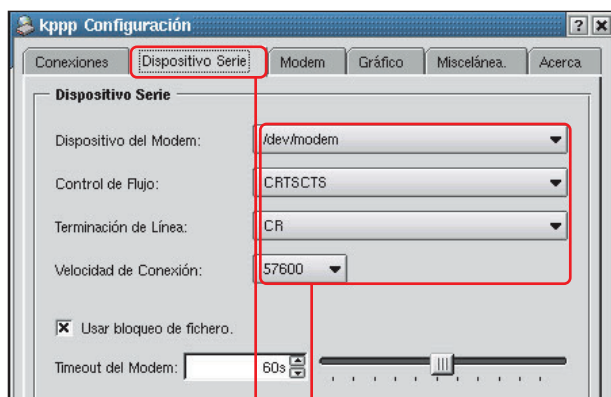 kppp Configuración
Conexiones Dispositivo Serie Modem Gráfico Miscelánea. Acerca
Dispositivo Serie
Dispositivo del Modem: /dev/modem
Control de Flujo: CRTSCTS
Terminación de Línea: CR
Velocidad de Conexión: 57600
Usar bloqueo de fichero.
Timeout del Modem: 60s